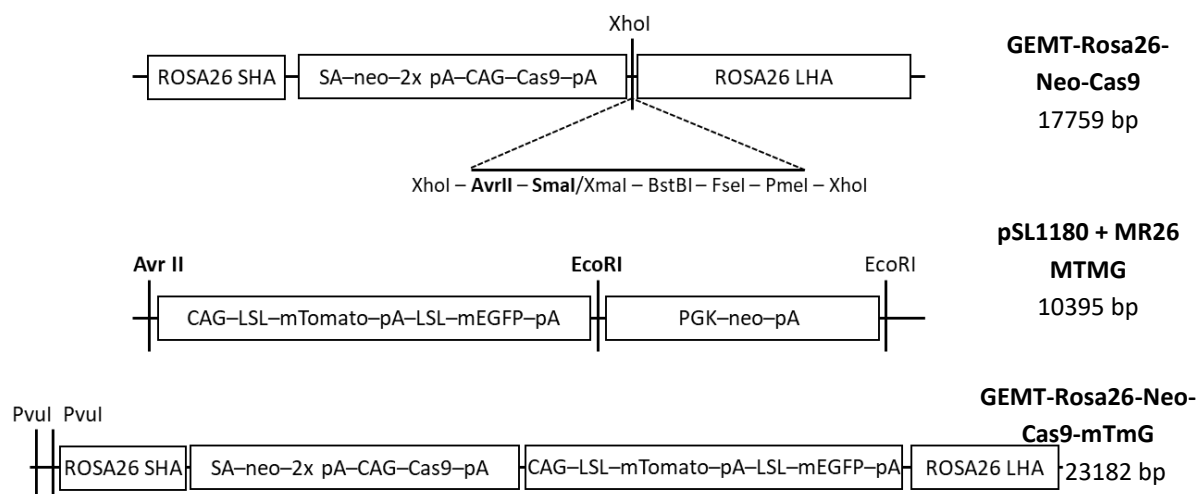 XhoI
ROSA26 SHA
SA–neo–2x pA–CAG–Cas9–pA
ROSA26 LHA
GEMT-Rosa26-
Neo-Cas9
17759 bp
XhoI – AvrII – SmaI/XmaI – BstBI – FseI – PmeI – XhoI
Avr II
EcoRI
EcoRI
CAG–LSL–mTomato–pA–LSL–mEGFP–pA
PGK–neo–pA
pSL1180 + MR26
MTMG
10395 bp
PvuI PvuI
ROSA26 SHA
SA–neo–2x pA–CAG–Cas9–pA
CAG–LSL–mTomato–pA–LSL–mEGFP–pA
ROSA26 LHA
GEMT-Rosa26-Neo-
Cas9-mTmG
23182 bp